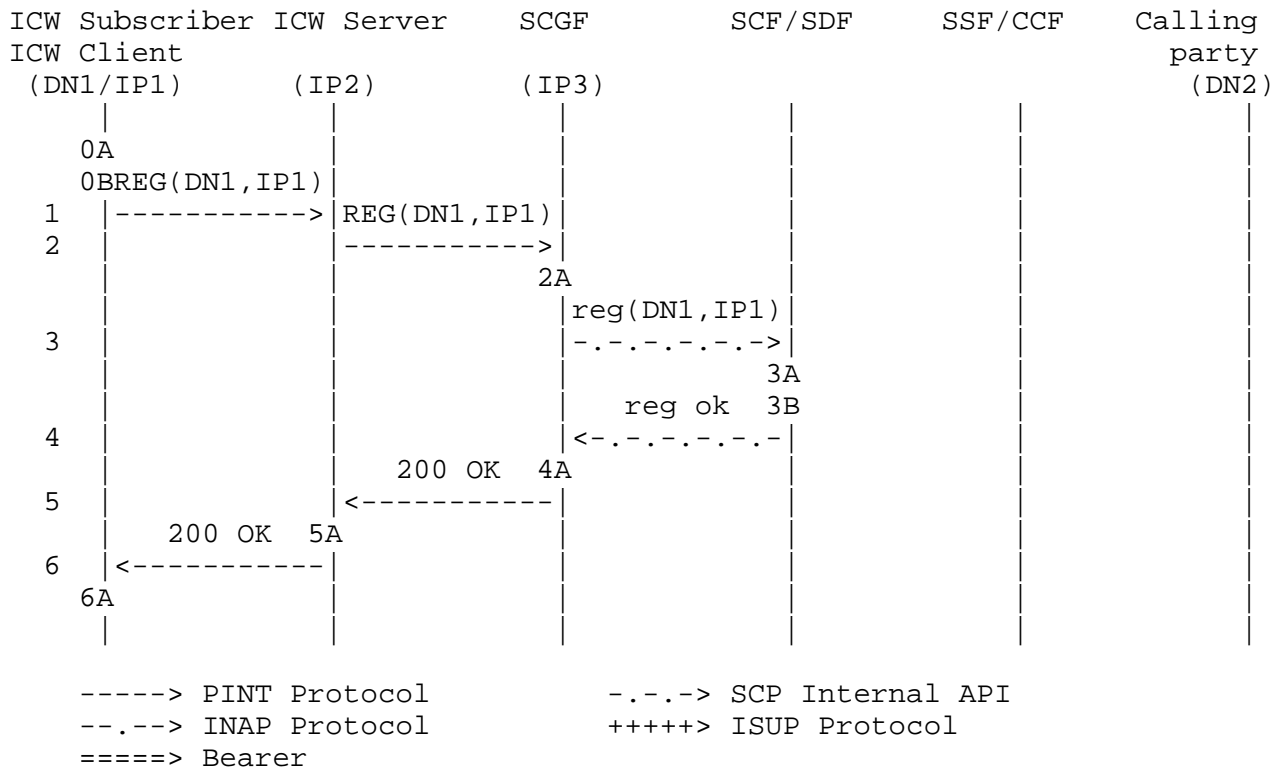 ICW Subscriber ICW Server     SCGF          SCF/SDF     SSF/CCF    Calling
ICW Client                                                           party
 (DN1/IP1)       (IP2)         (IP3)                                  (DN2)
     |             |             |             |             |             |
    0A             |             |             |             |             |
    0BREG(DN1,IP1)|             |             |             |             |
  1  |----------->|REG(DN1,IP1)|             |             |             |
  2  |             |----------->|             |             |             |
     |             |            2A             |             |             |
     |             |             |reg(DN1,IP1)|             |             |
  3  |             |             |-.-.-.-.-.->|             |             |
     |             |             |            3A             |             |
     |             |             |   reg ok  3B             |             |
  4  |             |             |<-.-.-.-.-.-|             |             |
     |             |   200 OK  4A             |             |             |
  5  |             |<-----------|             |             |             |
     |   200 OK  5A             |             |             |             |
  6  |<-----------|             |             |             |             |
    6A             |             |             |             |             |
     |             |             |             |             |             |
-----> PINT Protocol           -.-.-> SCP Internal API
--.--> INAP Protocol           +++++> ISUP Protocol
=====> Bearer